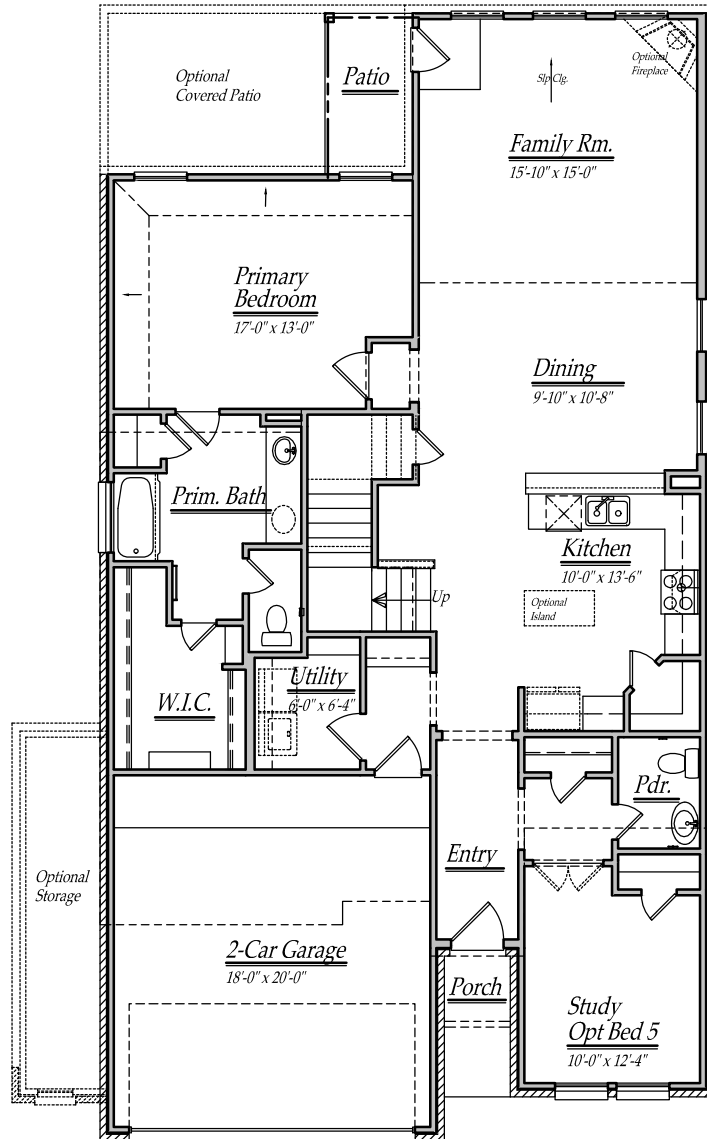 Optional
Covered Patio
Patio
Slp Clg.
Optional
Fireplace
Family Rm.
15'-10" x 15'-0"
Primary
Bedroom
17'-0" x 13'-0"
Dining
9'-10" x 10'-8"
Prim. Bath
Kitchen
10'-0" x 13'-6"
Optional
Island
Up
Utility
6'-0" x 6'-4"
W.I.C.
Pdr.
Entry
Optional
Storage
2-Car Garage
18'-0" x 20'-0"
Porch
Study
Opt Bed 5
10'-0" x 12'-4"